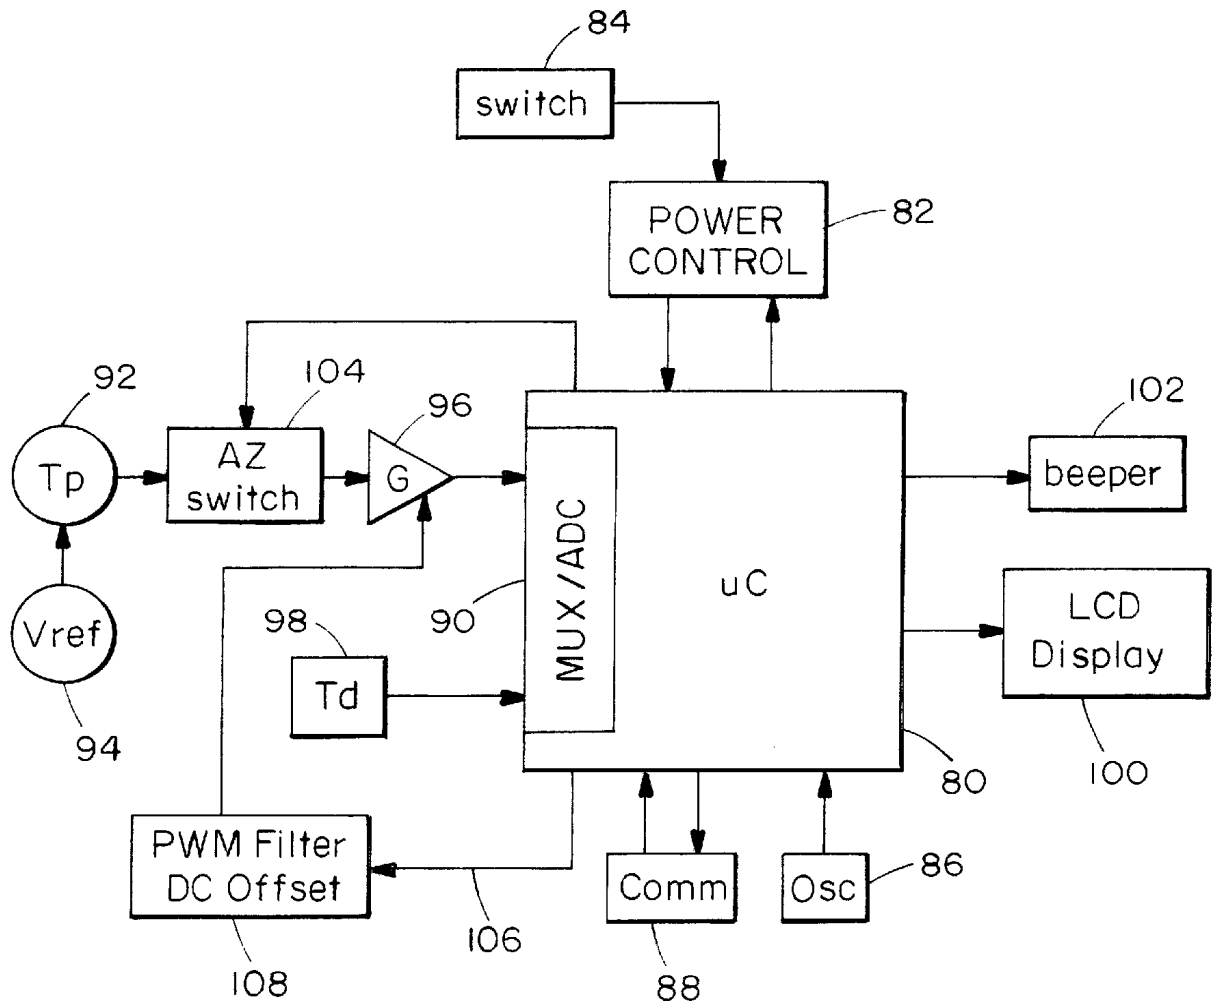 84
switch
POWER
CONTROL
82
92
104
96
102
Tp
AZ
switch
G
beeper
MUX/ADC
uC
90
98
Vref
LCD
Display
Td
94
80
100
PWM Filter
DC Offset
Comm
Osc
86
106
108
88